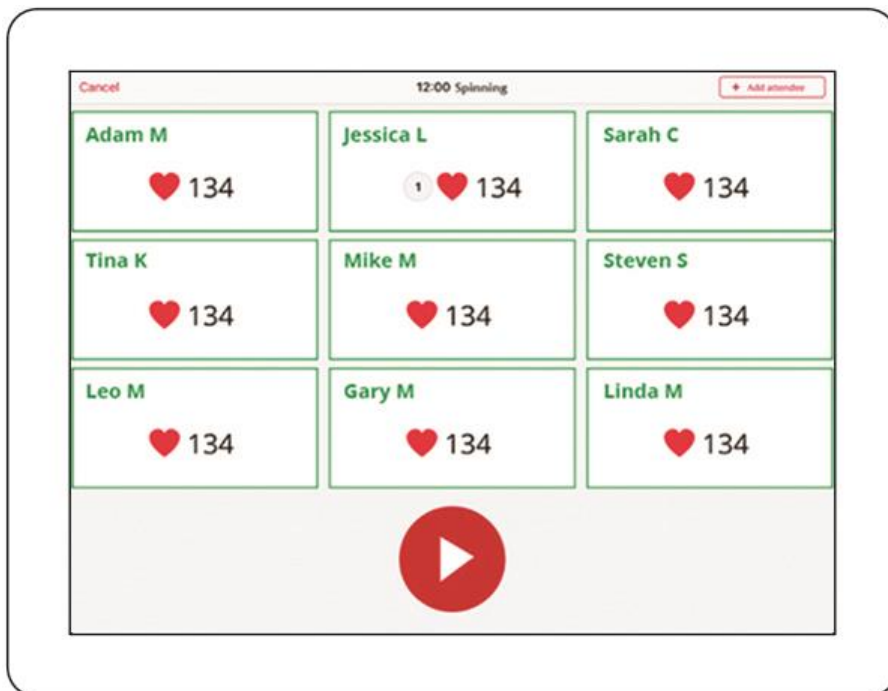 Cancel 12:00 Spinning + Add attendee
Adam M Jessica L Sarah C
134 1 134 134
Tina K Mike M Steven S
134 134 134
Leo M Gary M Linda M
134 134 134